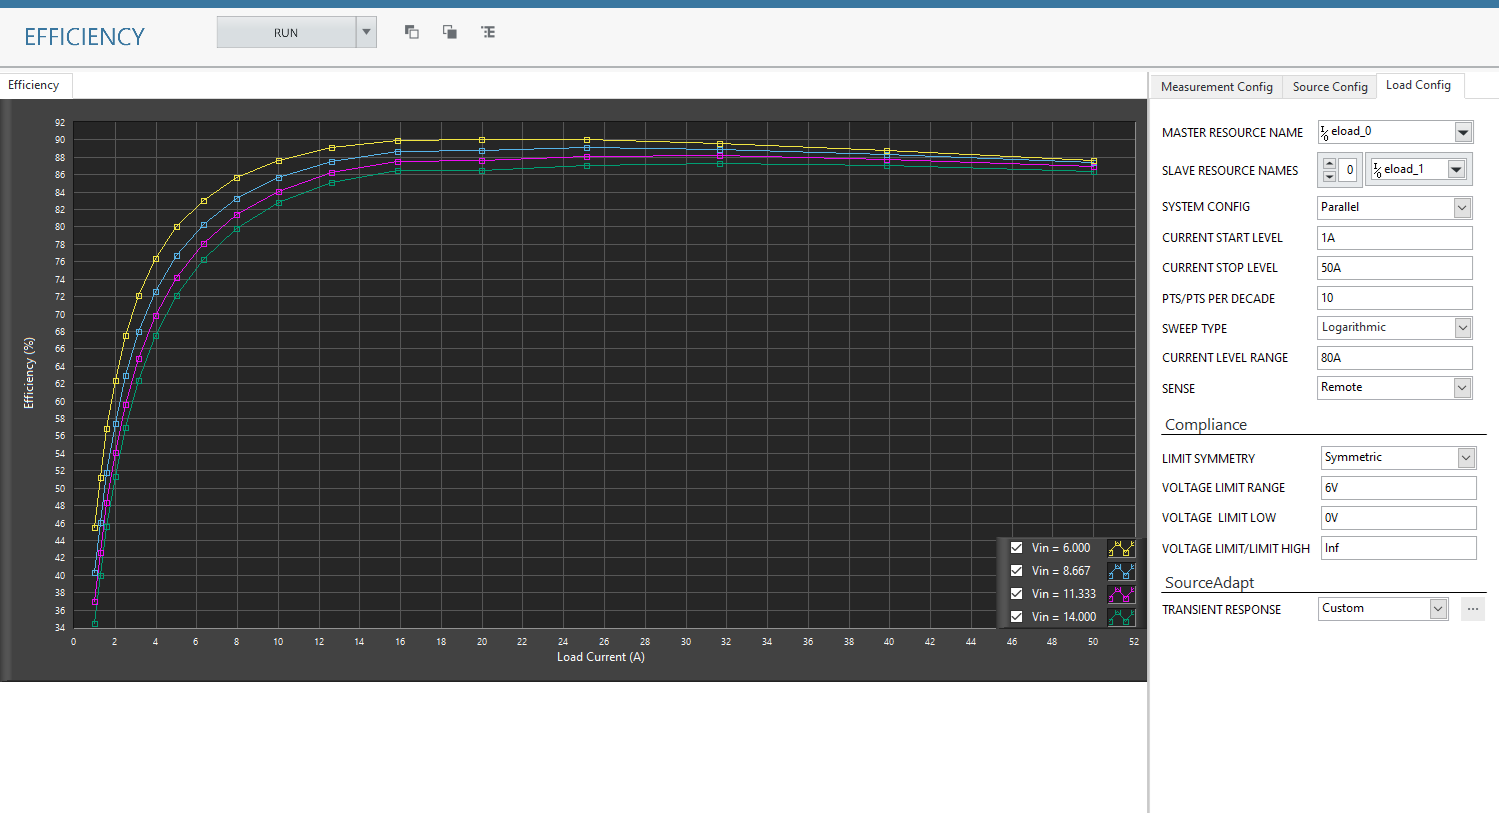 EFFICIENCY
RUN
Efficiency
Measurement Config
Source Config
Load Config
92
90
88
86
84
82
80
78
76
74
72
70
68
66
64
62
60
58
56
54
52
50
48
46
44
42
40
38
36
34
Efficiency (%)
0 2 4 6 8 10 12 14 16 18 20 22 24 26 28 30 32 34 36 38 40 42 44 46 48 50 52
Load Current (A)
Vin = 6.000
Vin = 8.667
Vin = 11.333
Vin = 14.000
MASTER RESOURCE NAME I/0 eload_0
SLAVE RESOURCE NAMES 0 I/0 eload_1
SYSTEM CONFIG Parallel
CURRENT START LEVEL 1A
CURRENT STOP LEVEL 50A
PTS/PTS PER DECADE 10
SWEEP TYPE Logarithmic
CURRENT LEVEL RANGE 80A
SENSE Remote
Compliance
LIMIT SYMMETRY Symmetric
VOLTAGE LIMIT RANGE 6V
VOLTAGE LIMIT LOW 0V
VOLTAGE LIMIT/LIMIT HIGH Inf
SourceAdapt
TRANSIENT RESPONSE Custom ...